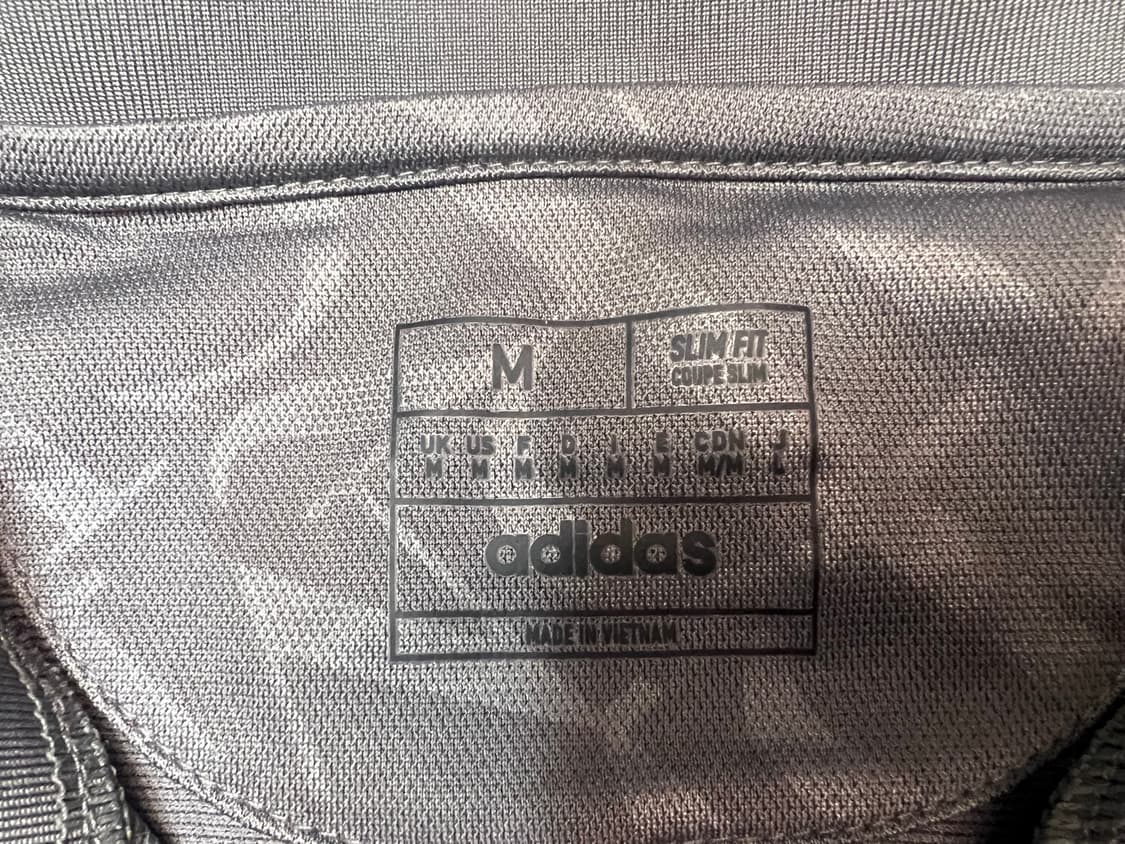 M
SLIM FIT
COUPE SLIM
UK US F D I E CDN J
M M M M M M M/M L
adidas
MADE IN VIETNAM